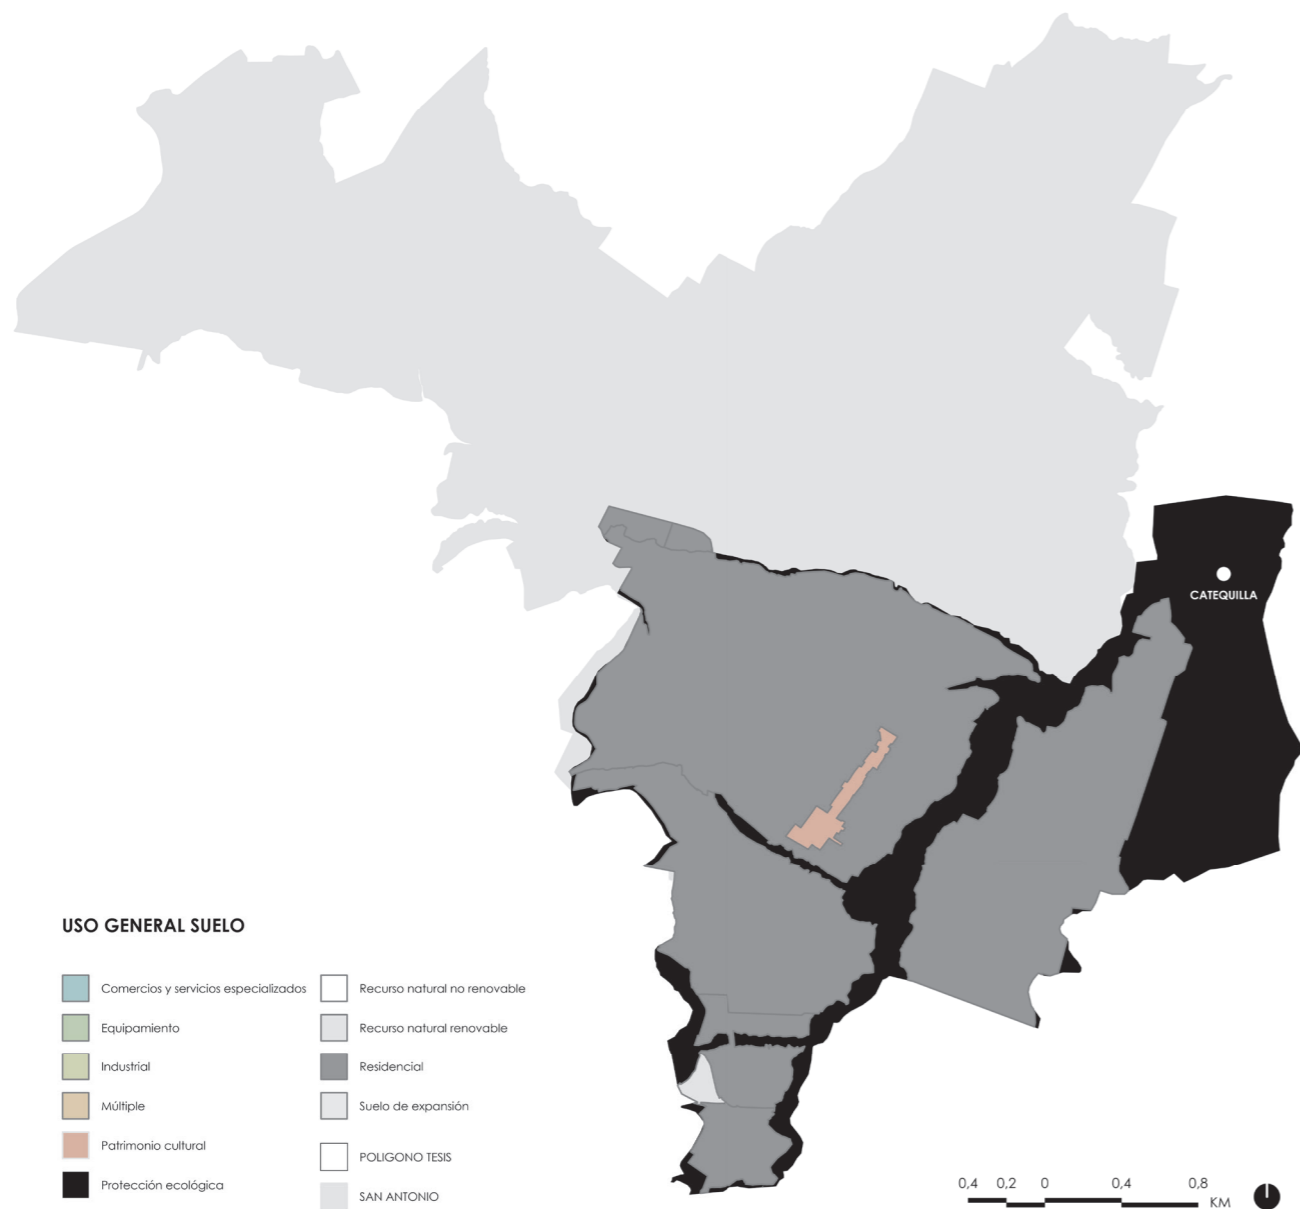 CATEQUILLA
USO GENERAL SUELO
Comercios y servicios especializados
Equipamiento
Industrial
Múltiple
Patrimonio cultural
Protección ecológica
Recurso natural no renovable
Recurso natural renovable
Residencial
Suelo de expansión
POLIGONO TESIS
SAN ANTONIO
0,4 0,2 0 0,4 0,8
KM